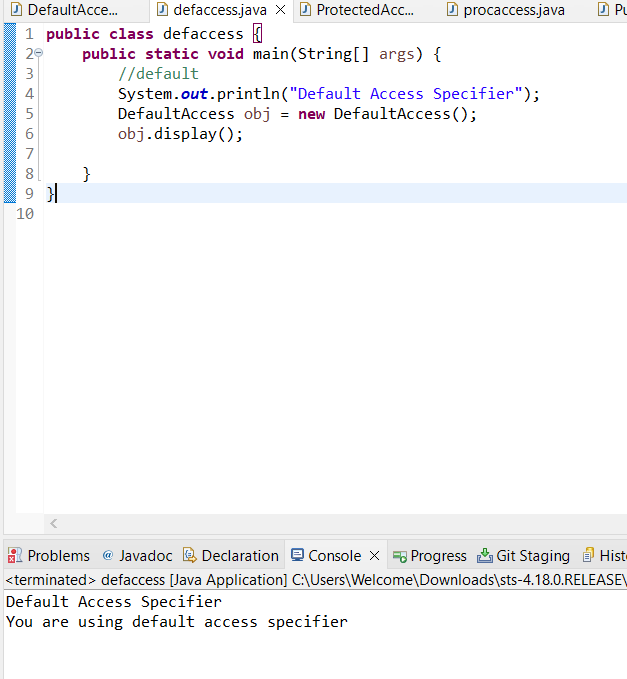 DefaultAcce... defaccess.java ProtectedAcc... procaccess.java Pu
1 public class defaccess {
2 public static void main(String[] args) {
3 //default
4 System.out.println("Default Access Specifier");
5 DefaultAccess obj = new DefaultAccess();
6 obj.display();
7
8 }
9 }
10
Problems @ Javadoc Declaration Console Progress Git Staging Hist
<terminated> defaccess [Java Application] C:\Users\Welcome\Downloads\sts-4.18.0.RELEASE\
Default Access Specifier
You are using default access specifier